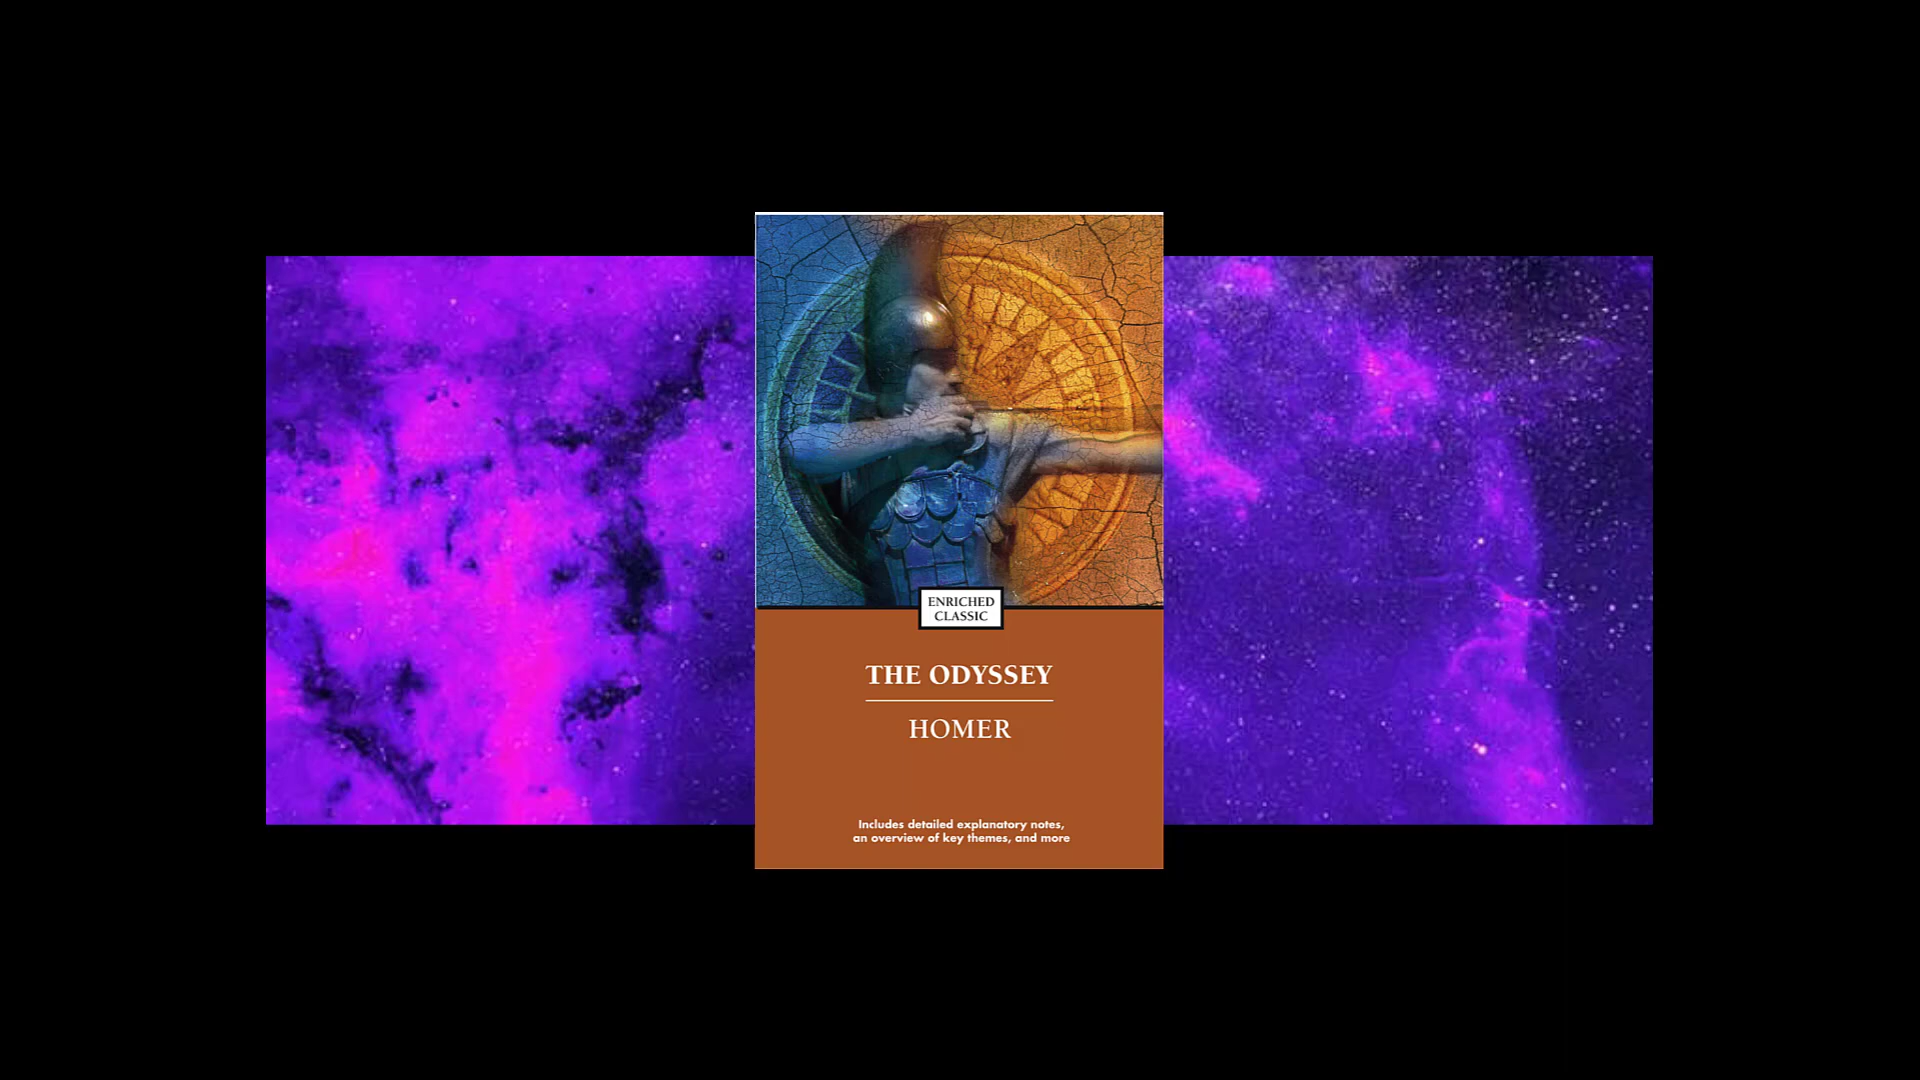 ENRICHED
CLASSIC
THE ODYSSEY
HOMER
Includes detailed explanatory notes,
an overview of key themes, and more